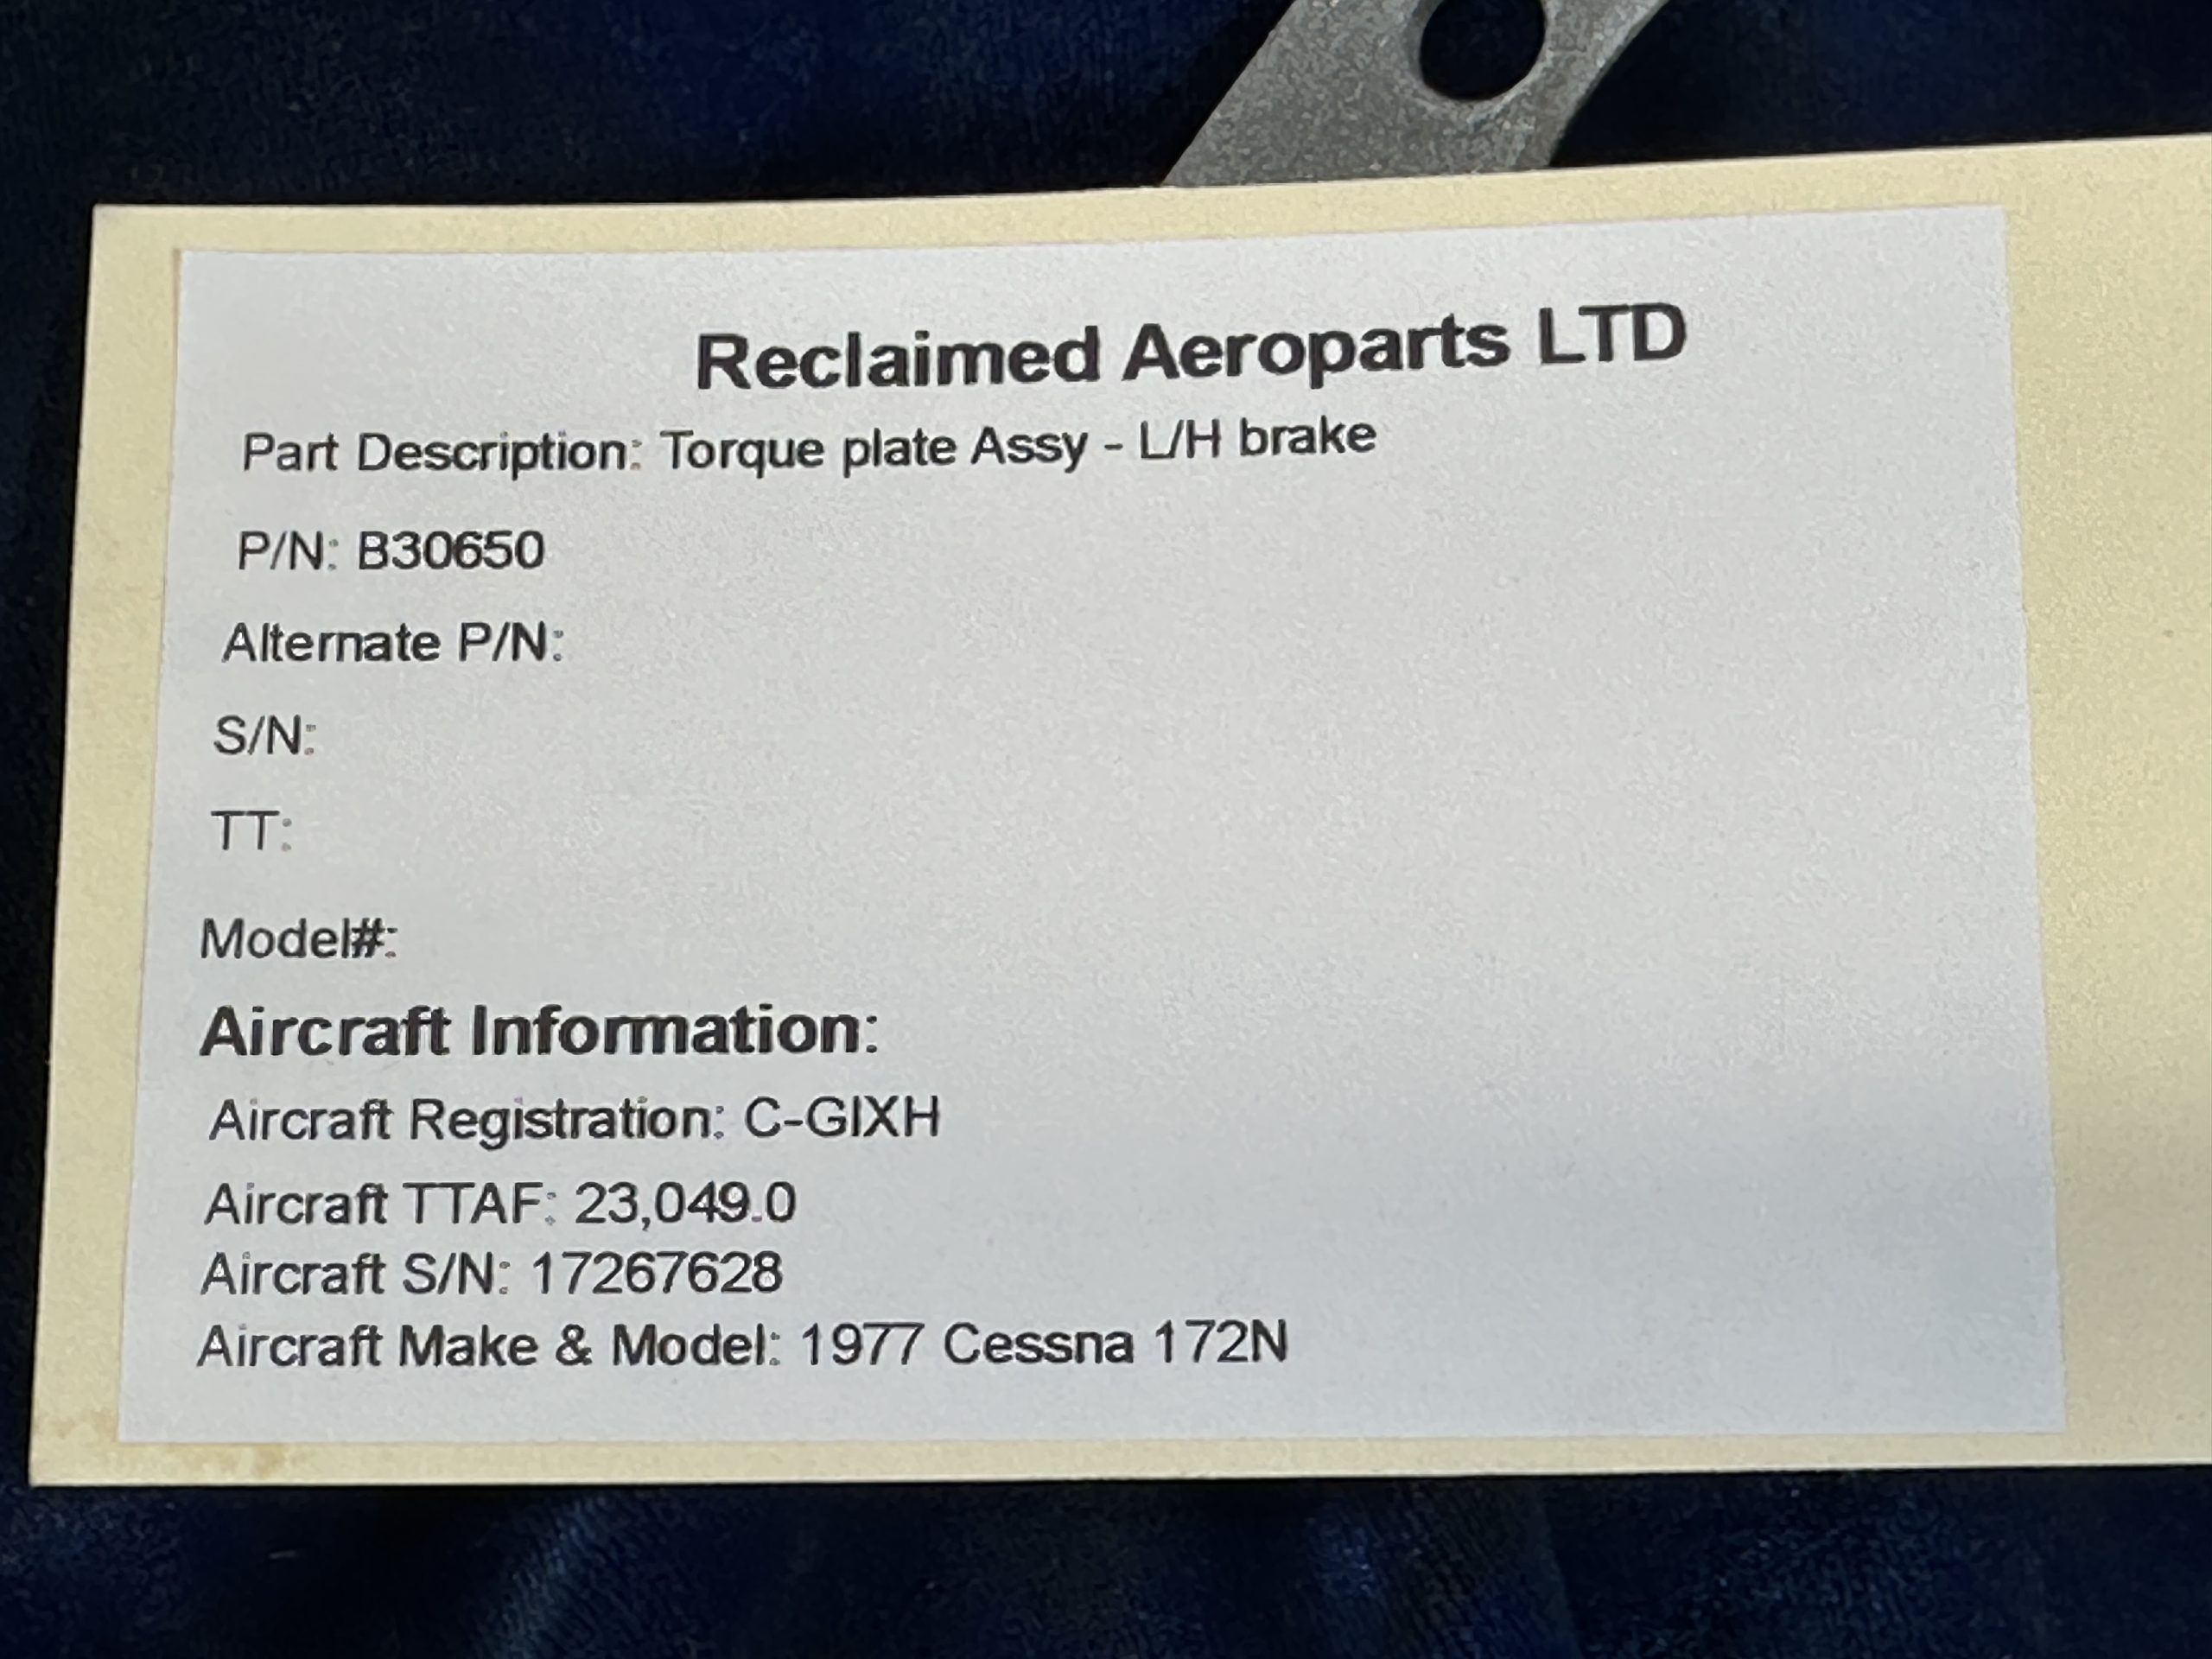 Reclaimed Aeroparts LTD
Part Description: Torque plate Assy - L/H brake
P/N: B30650
Alternate P/N:
S/N:
TT:
Model#:
Aircraft Information:
Aircraft Registration: C-GIXH
Aircraft TTAF: 23,049.0
Aircraft S/N: 17267628
Aircraft Make & Model: 1977 Cessna 172N